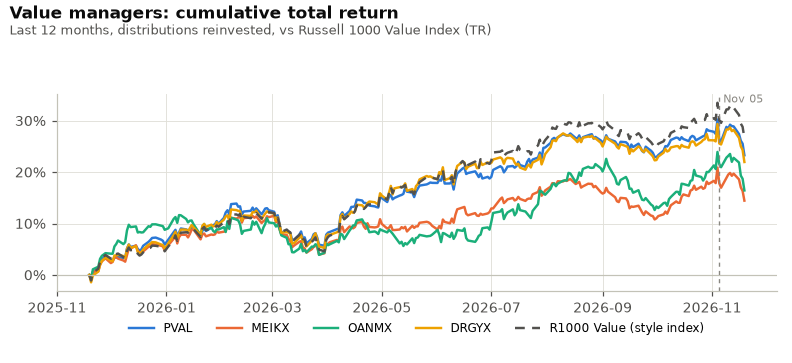 Value managers: cumulative total return
Last 12 months, distributions reinvested, vs Russell 1000 Value Index (TR)
Nov 05
30%
20%
10%
0%
2025-11 2026-01 2026-03 2026-05 2026-07 2026-09 2026-11
PVAL MEIKX OANMX DRGYX R1000 Value (style index)